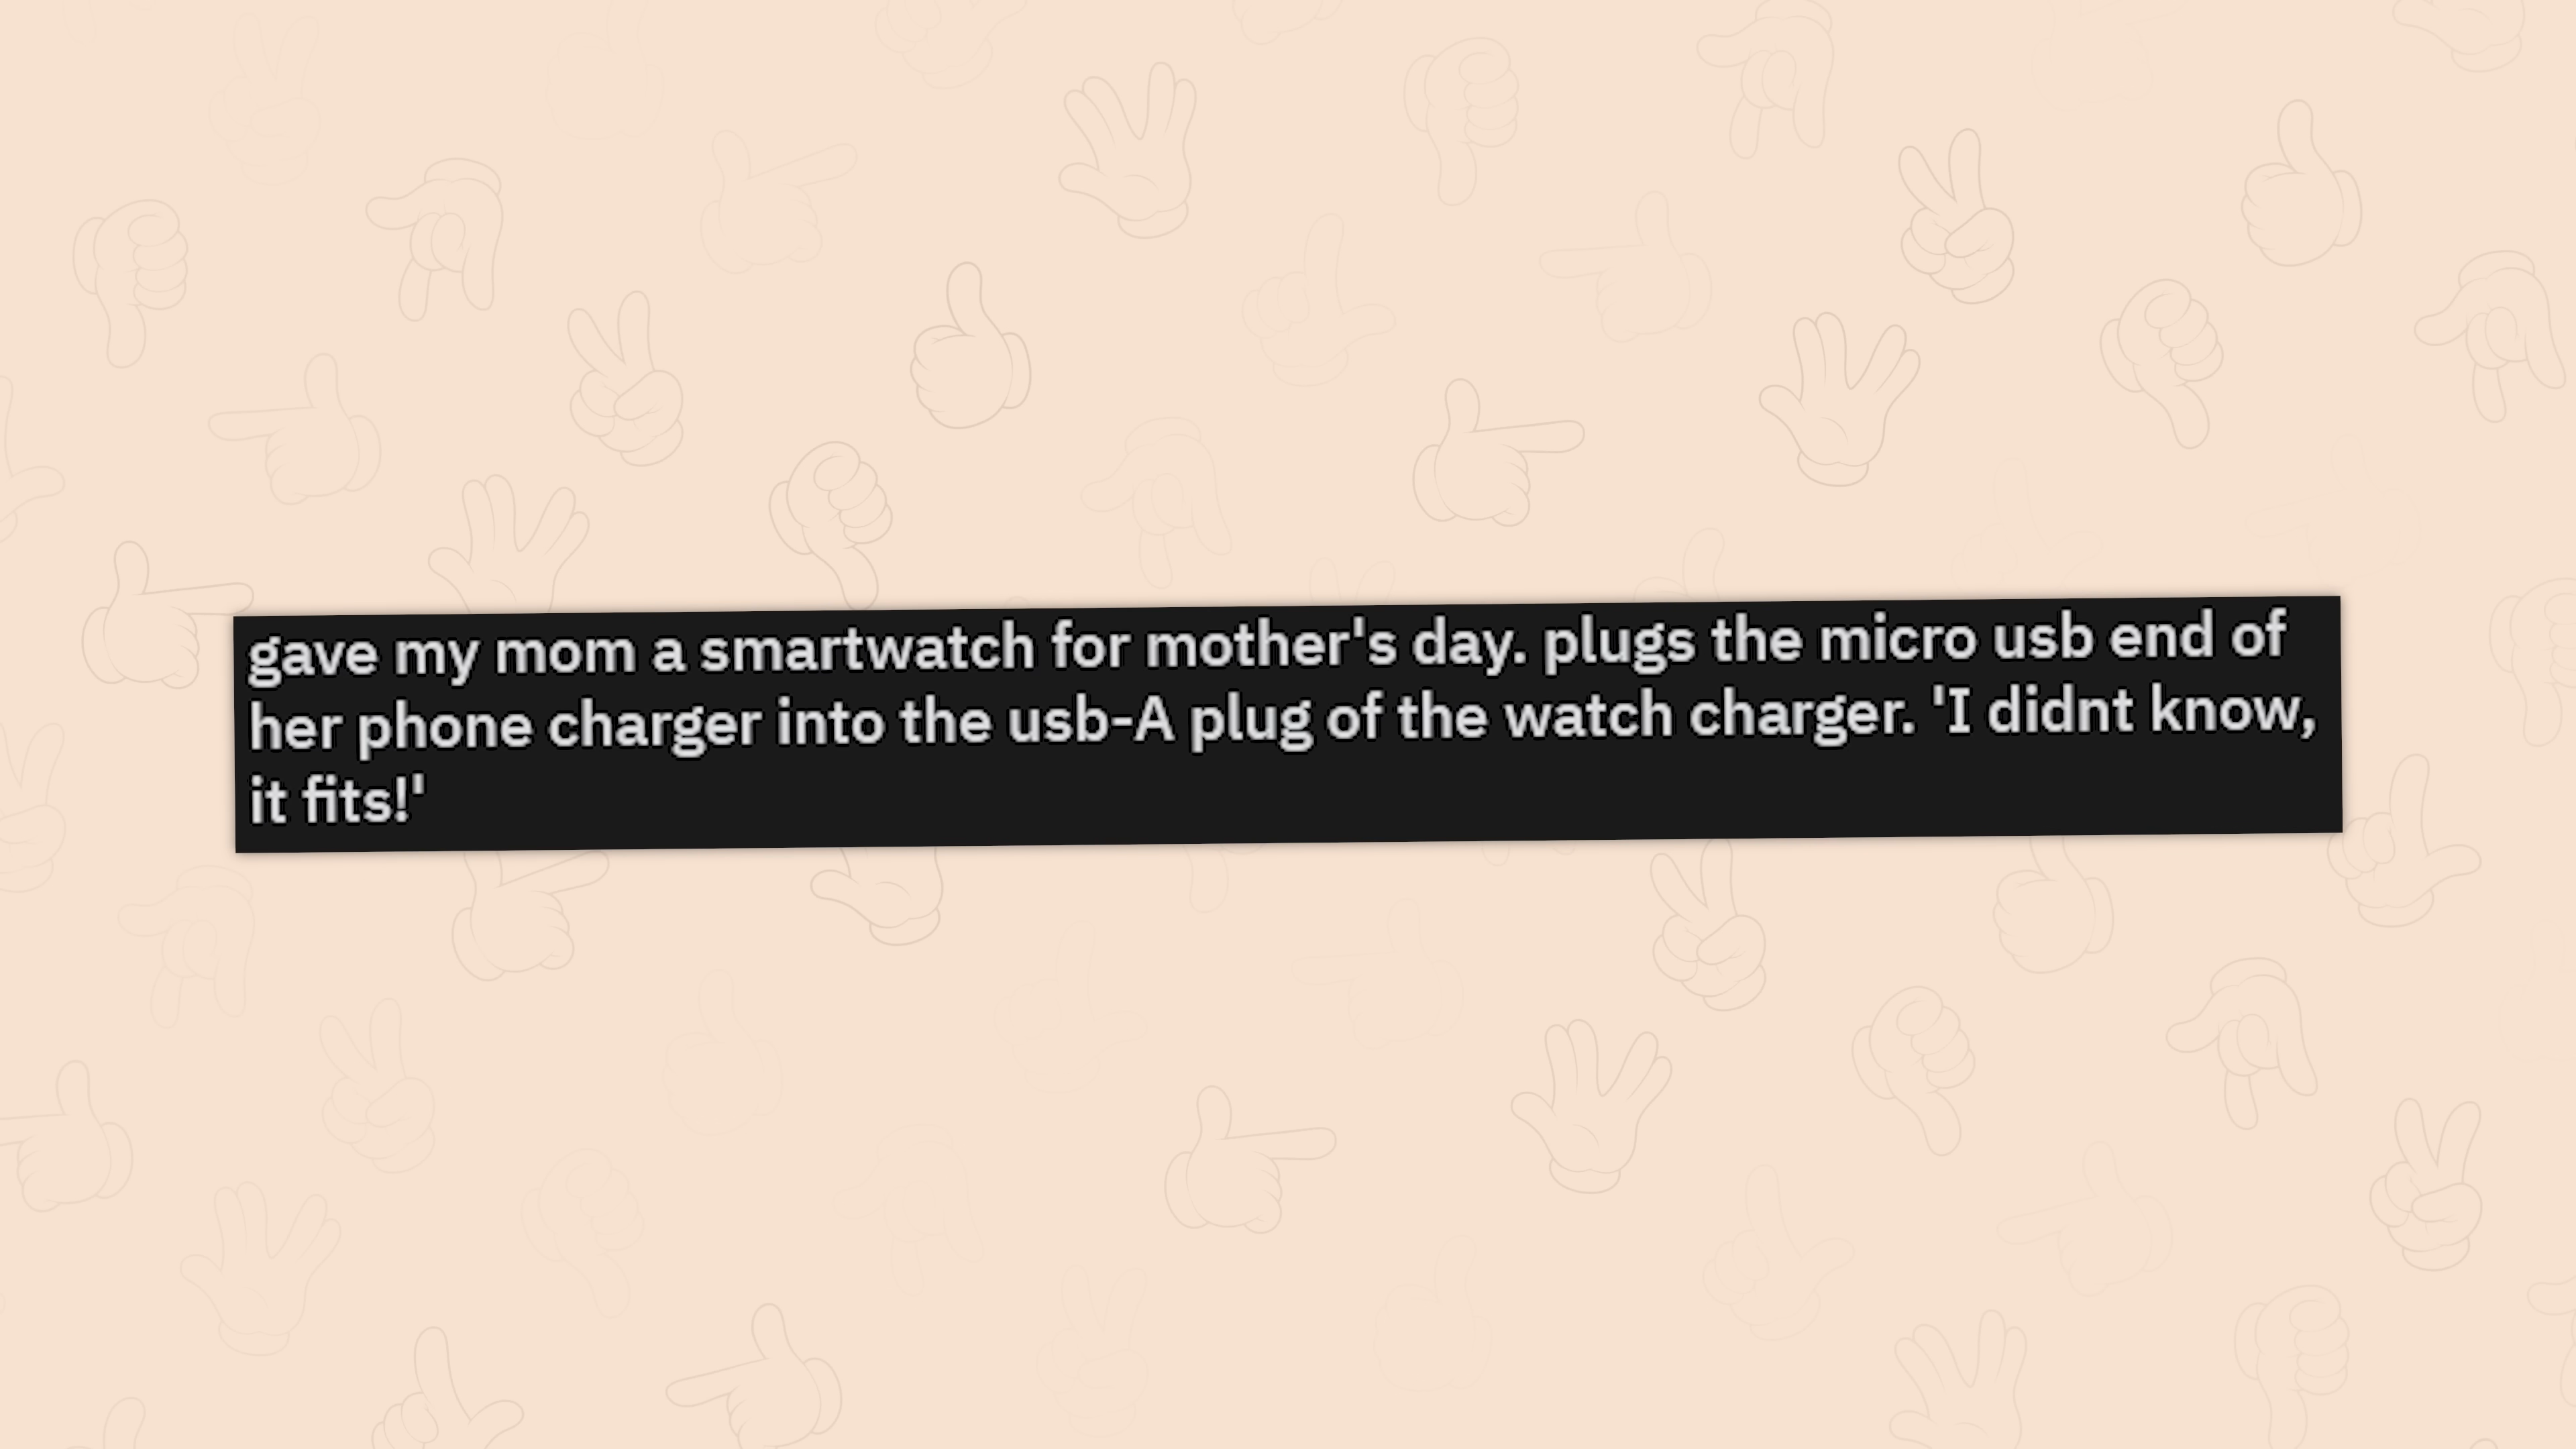 gave my mom a smartwatch for mother's day. plugs the micro usb end of
her phone charger into the usb-A plug of the watch charger. 'I didnt know,
it fits!'